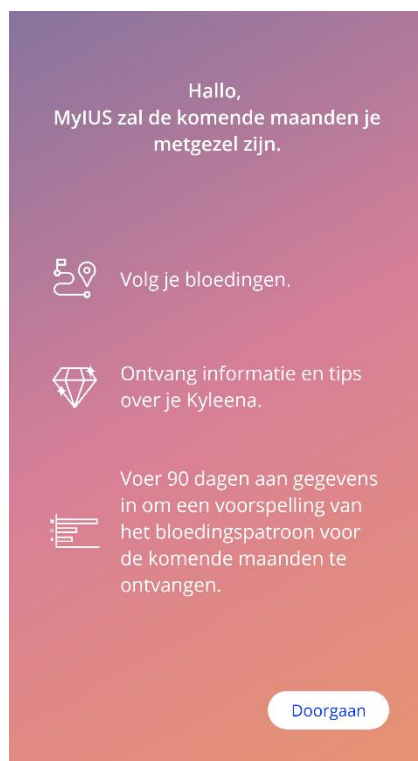 Hallo,
MyIUS zal de komende maanden je
metgezel zijn.
Volg je bloedingen.
Ontvang informatie en tips
over je Kyleena.
Voer 90 dagen aan gegevens
in om een voorspelling van
het bloedingspatroon voor
de komende maanden te
ontvangen.
Doorgaan